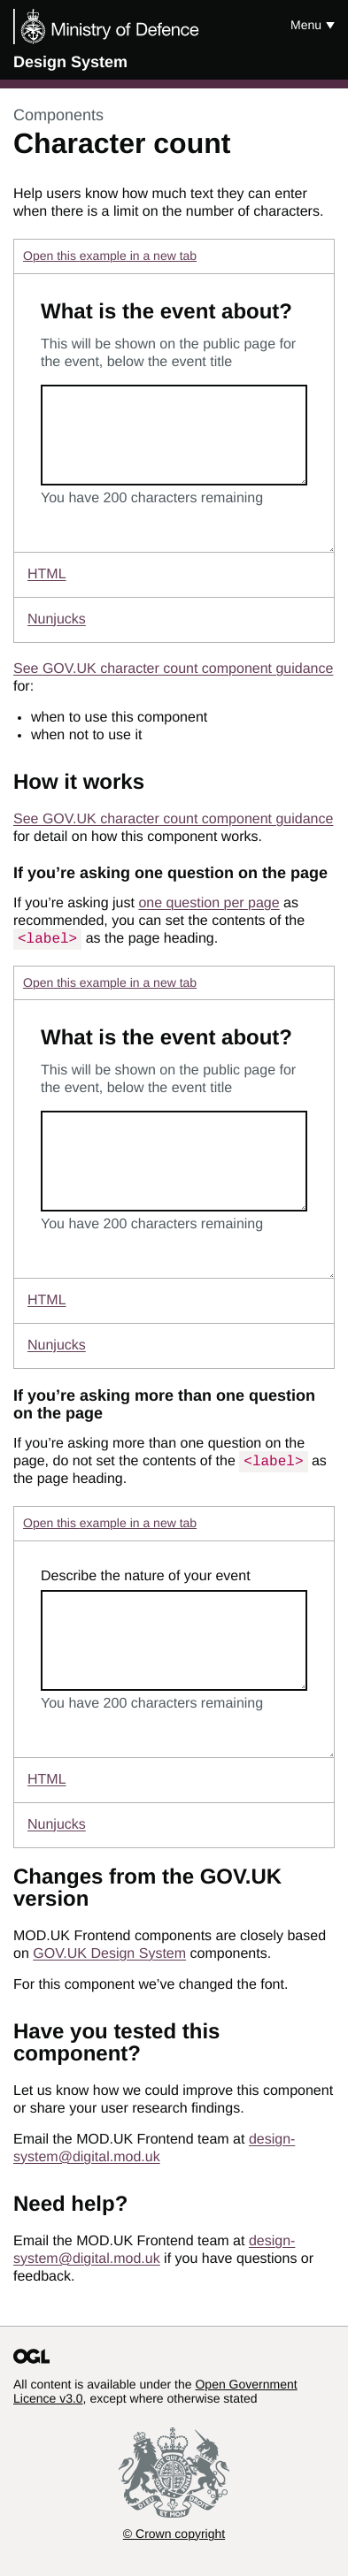 Ministry of Defence
Menu
Design System
Components
Character count
Help users know how much text they can enter
when there is a limit on the number of characters.
Open this example in a new tab
What is the event about?
This will be shown on the public page for
the event, below the event title
You have 200 characters remaining
HTML
Nunjucks
See GOV.UK character count component guidance
for:
• when to use this component
• when not to use it
How it works
See GOV.UK character count component guidance
for detail on how this component works.
If you’re asking one question on the page
If you’re asking just one question per page as
recommended, you can set the contents of the
<label> as the page heading.
Open this example in a new tab
What is the event about?
This will be shown on the public page for
the event, below the event title
You have 200 characters remaining
HTML
Nunjucks
If you’re asking more than one question
on the page
If you’re asking more than one question on the
page, do not set the contents of the <label> as
the page heading.
Open this example in a new tab
Describe the nature of your event
You have 200 characters remaining
HTML
Nunjucks
Changes from the GOV.UK
version
MOD.UK Frontend components are closely based
on GOV.UK Design System components.
For this component we’ve changed the font.
Have you tested this
component?
Let us know how we could improve this component
or share your user research findings.
Email the MOD.UK Frontend team at design-
system@digital.mod.uk
Need help?
Email the MOD.UK Frontend team at design-
system@digital.mod.uk if you have questions or
feedback.
OGL
All content is available under the Open Government
Licence v3.0, except where otherwise stated
DIEU ET MON DROIT
© Crown copyright